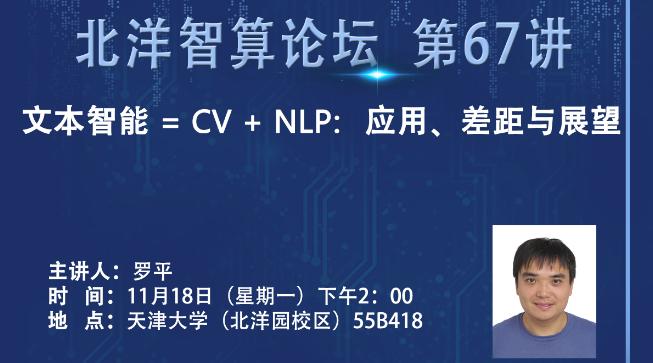 北洋智算论坛 第67讲
文本智能 = CV + NLP: 应用、差距与展望
主讲人：罗平
时 间：11月18日（星期一）下午2：00
地 点：天津大学（北洋园校区）55B418